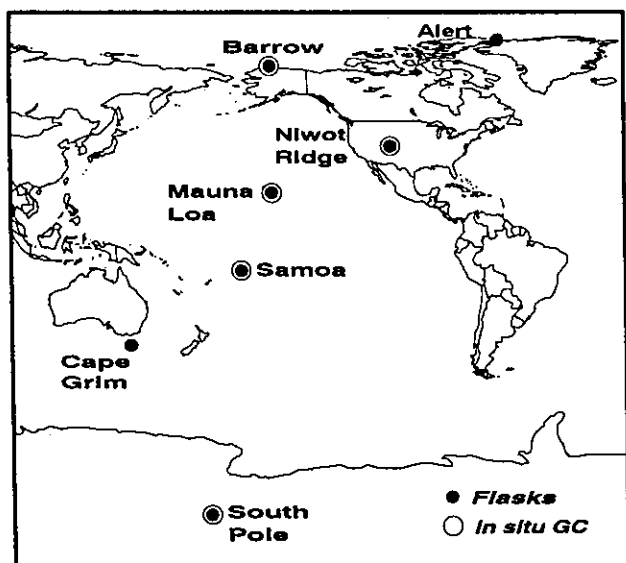 Alert
Barrow
Niwot
Ridge
Mauna
Loa
Samoa
Cape
Grim
South
Pole
Flasks
In situ GC